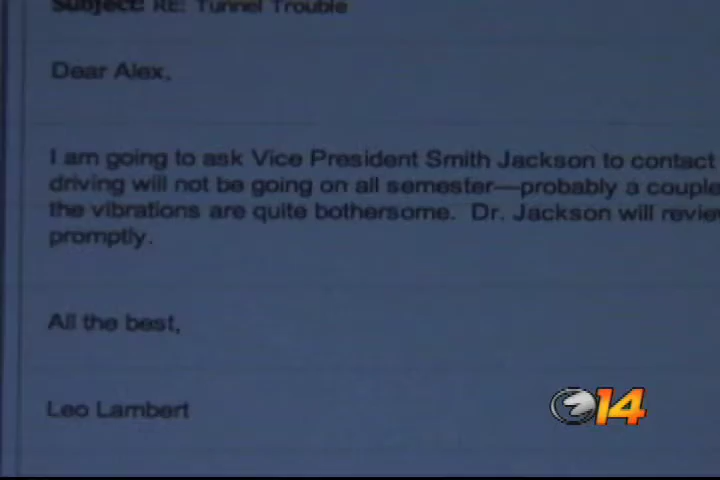 Subject: RE: Tunnel Trouble
Dear Alex,
I am going to ask Vice President Smith Jackson to contact
driving will not be going on all semester—probably a couple
the vibrations are quite bothersome. Dr. Jackson will review
promptly.
All the best,
Leo Lambert
14